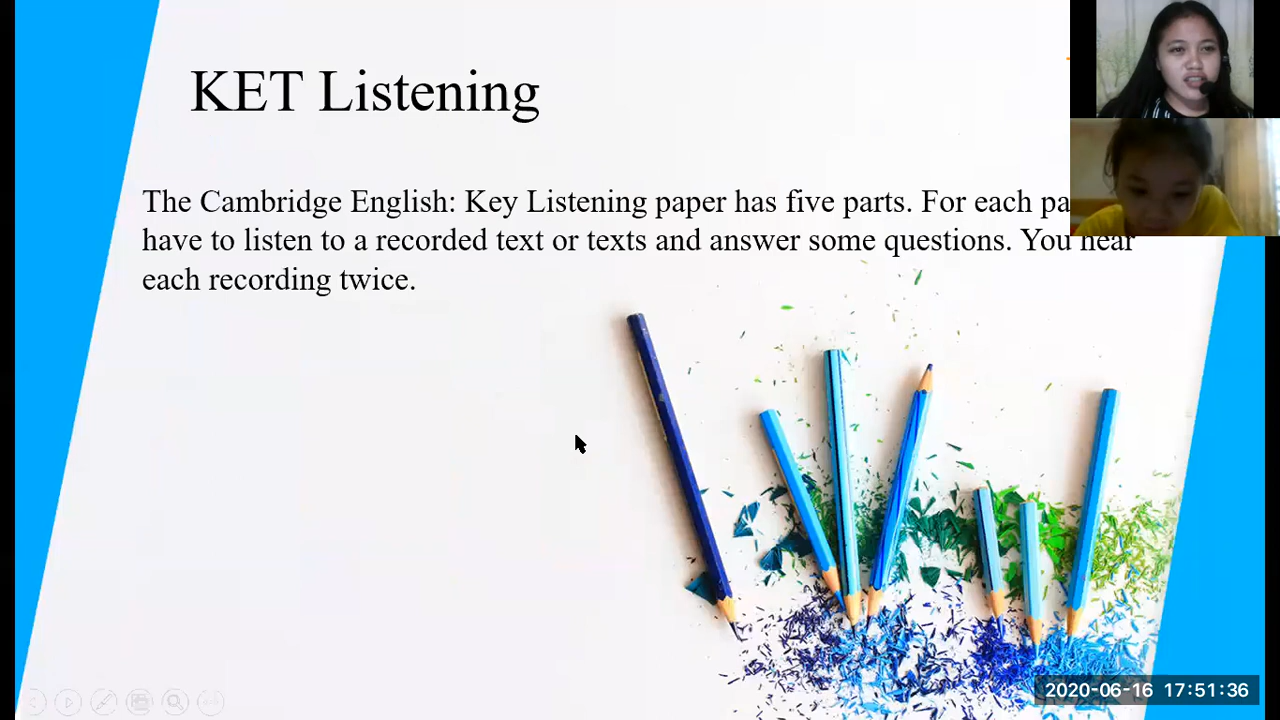 KET Listening
The Cambridge English: Key Listening paper has five parts. For each
have to listen to a recorded text or texts and answer some questions. You hear
each recording twice.
2020-06-16 17:51:36